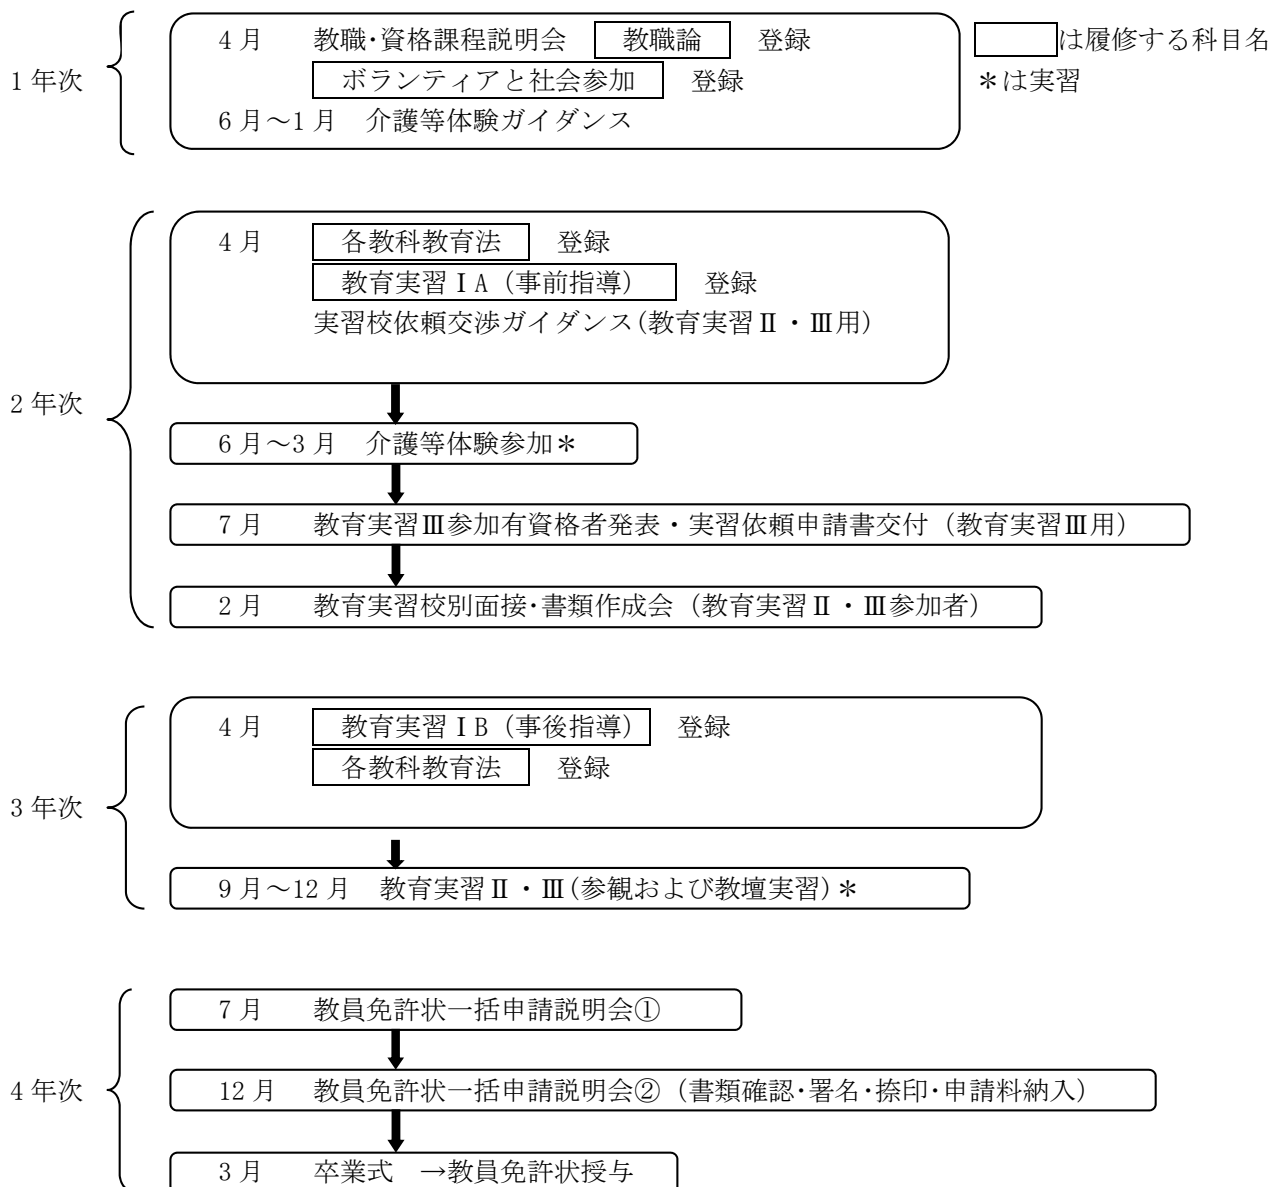 1年次
4月 教職・資格課程説明会 教職論 登録
ボランティアと社会参加 登録
6月～1月 介護等体験ガイダンス
は履修する科目名
＊は実習
2年次
4月 各教科教育法 登録
教育実習ⅠA（事前指導） 登録
実習校依頼交渉ガイダンス（教育実習Ⅱ・Ⅲ用）
6月～3月 介護等体験参加＊
7月 教育実習Ⅲ参加有資格者発表・実習依頼申請書交付（教育実習Ⅲ用）
2月 教育実習校別面接・書類作成会（教育実習Ⅱ・Ⅲ参加者）
3年次
4月 教育実習ⅠB（事後指導） 登録
各教科教育法 登録
9月～12月 教育実習Ⅱ・Ⅲ（参観および教壇実習）＊
4年次
7月 教員免許状一括申請説明会①
12月 教員免許状一括申請説明会②（書類確認・署名・捺印・申請料納入）
3月 卒業式 →教員免許状授与